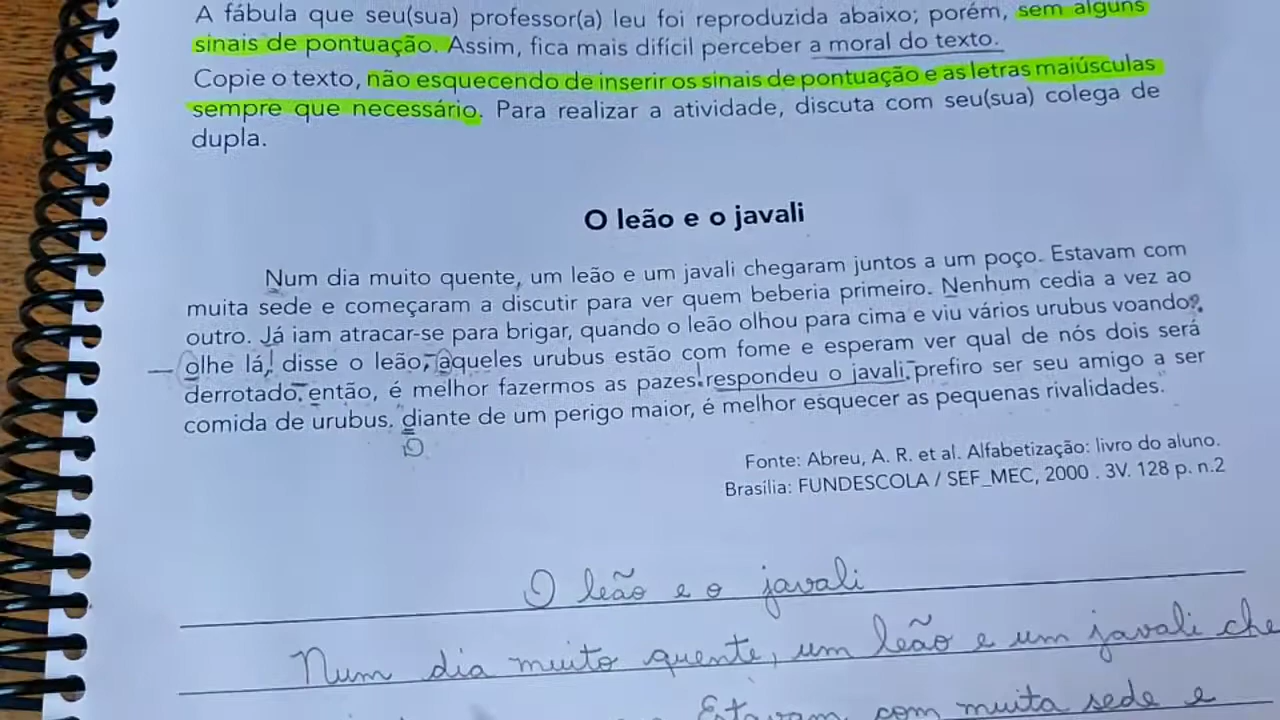 A fábula que seu(sua) professor(a) leu foi reproduzida abaixo; porém, sem alguns
sinais de pontuação. Assim, fica mais difícil perceber a moral do texto.
Copie o texto, não esquecendo de inserir os sinais de pontuação e as letras maiúsculas
sempre que necessário. Para realizar a atividade, discuta com seu(sua) colega de
dupla.
O leão e o javali
Num dia muito quente, um leão e um javali chegaram juntos a um poço. Estavam com
muita sede e começaram a discutir para ver quem beberia primeiro. Nenhum cedia a vez ao
outro. Já iam atracar-se para brigar, quando o leão olhou para cima e viu vários urubus voando.
— olhe lá! disse o leão, aqueles urubus estão com fome e esperam ver qual de nós dois será
derrotado. então, é melhor fazermos as pazes! respondeu o javali. prefiro ser seu amigo a ser
comida de urubus. diante de um perigo maior, é melhor esquecer as pequenas rivalidades.
D
Fonte: Abreu, A. R. et al. Alfabetização: livro do aluno.
Brasília: FUNDESCOLA / SEF_MEC, 2000 . 3V. 128 p. n.2
O leão e o javali
Num dia muito quente, um leão e um javali che
Estavam com muita sede e